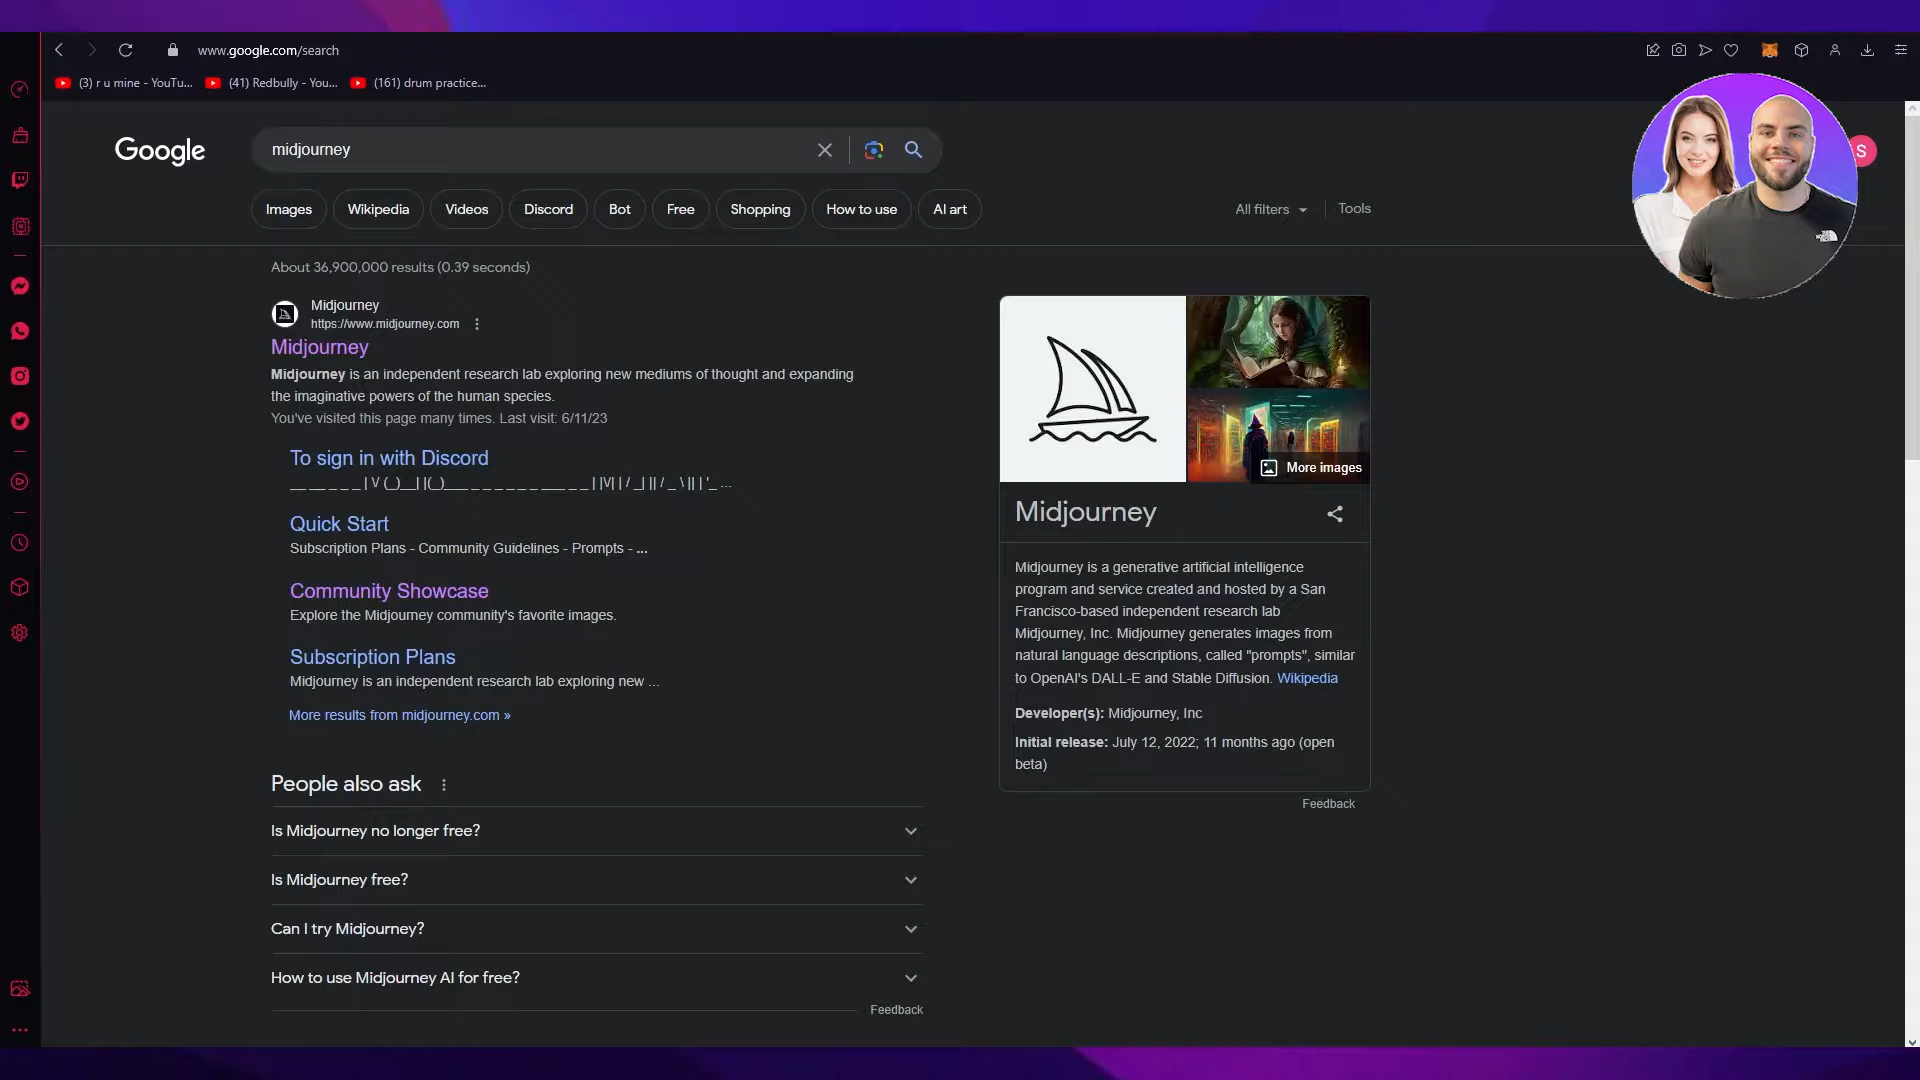 www.google.com/search
(3) r u mine - YouTu...
(41) Redbully - You...
(161) drum practice...
Google
midjourney
S
Images
Wikipedia
Videos
Discord
Bot
Free
Shopping
How to use
AI art
All filters
Tools
About 36,900,000 results (0.39 seconds)
Midjourney
https://www.midjourney.com
Midjourney
Midjourney is an independent research lab exploring new mediums of thought and expanding
the imaginative powers of the human species.
You've visited this page many times. Last visit: 6/11/23
To sign in with Discord
__ __ _ _ _ | \/ (_)__| |(_)___ _ _ _ _ _ _ ___ _ _ | |\/| | / _| || / _ \ || | '_ ...
Quick Start
Subscription Plans - Community Guidelines - Prompts - ...
Community Showcase
Explore the Midjourney community's favorite images.
Subscription Plans
Midjourney is an independent research lab exploring new ...
More results from midjourney.com »
People also ask
Is Midjourney no longer free?
Is Midjourney free?
Can I try Midjourney?
How to use Midjourney AI for free?
Feedback
More images
Midjourney
Midjourney is a generative artificial intelligence
program and service created and hosted by a San
Francisco-based independent research lab
Midjourney, Inc. Midjourney generates images from
natural language descriptions, called "prompts", similar
to OpenAI's DALL-E and Stable Diffusion. Wikipedia
Developer(s): Midjourney, Inc
Initial release: July 12, 2022; 11 months ago (open
beta)
Feedback